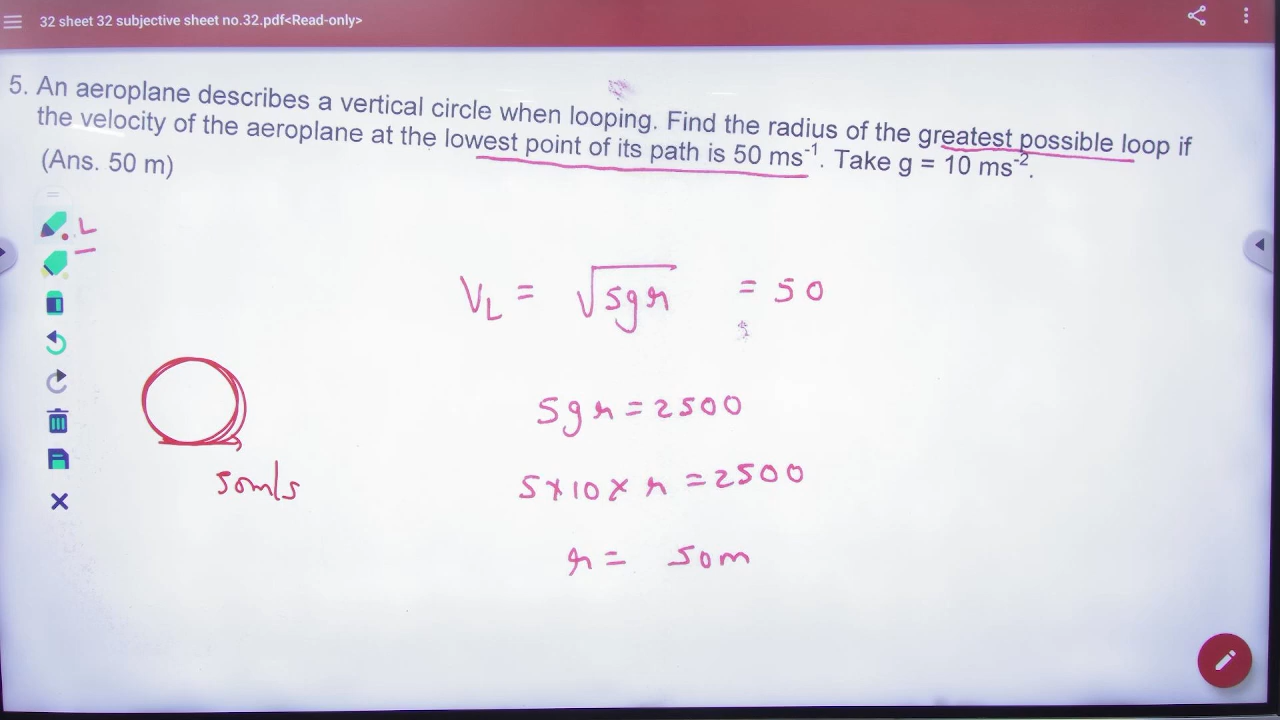 32 sheet 32 subjective sheet no.32.pdf<Read-only>
5. An aeroplane describes a vertical circle when looping. Find the radius of the greatest possible loop if
the velocity of the aeroplane at the lowest point of its path is 50 ms⁻¹. Take g = 10 ms⁻².
(Ans. 50 m)
L
V_L = √5gr = 50
5gr = 2500
5×10× r = 2500
50m/s
r = 50m